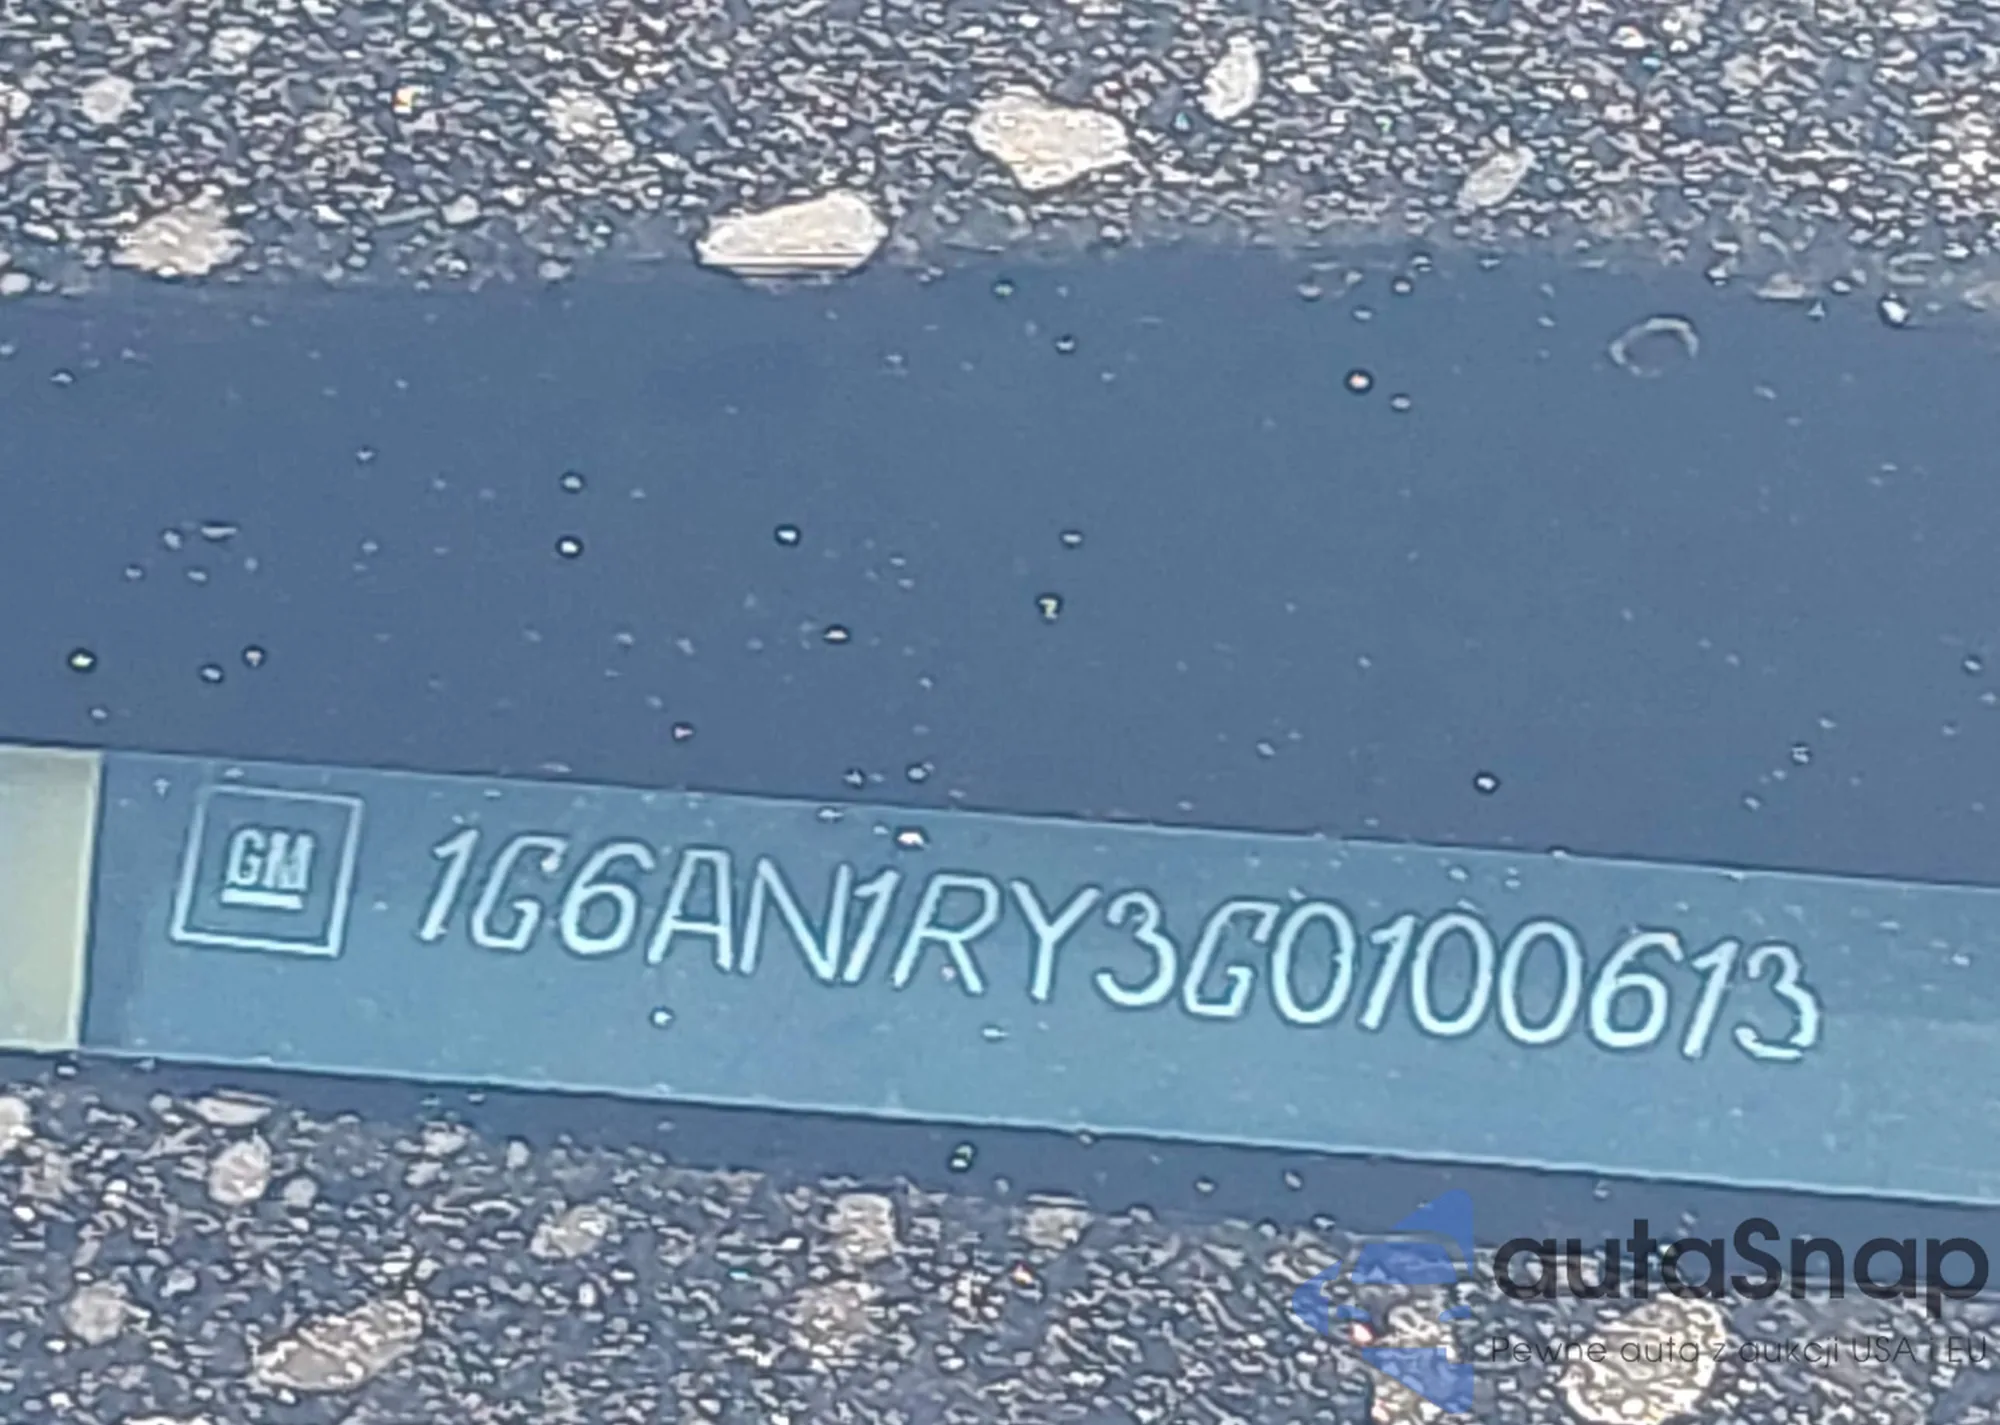 GM 1G6AN1RY3G0100613
autaSnap
Pewne auta z aukcji USA i EU